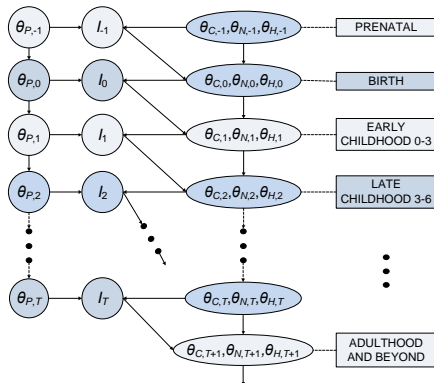 θP,-1 I-1 θC,-1,θN,-1,θH,-1 PRENATAL
θP,0 I0 θC,0,θN,0,θH,0 BIRTH
θP,1 I1 θC,1,θN,1,θH,1 EARLY
CHILDHOOD 0-3
θP,2 I2 θC,2,θN,2,θH,2 LATE
CHILDHOOD 3-6
θP,T IT θC,T,θN,T,θH,T
θC,T+1,θN,T+1,θH,T+1 ADULTHOOD
AND BEYOND